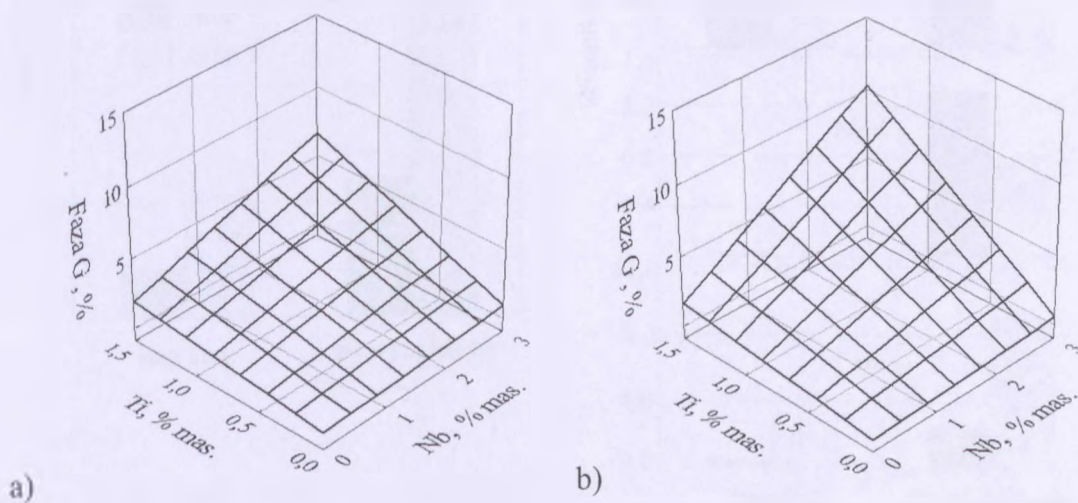 15
10
5
Faza G, %
1,5
1,0
0,5
0,0
Ti, % mas.
0
1
2
3
Nb, % mas.
a)
15
10
5
Faza G, %
1,5
1,0
0,5
0,0
Ti, % mas.
0
1
2
3
Nb, % mas.
b)